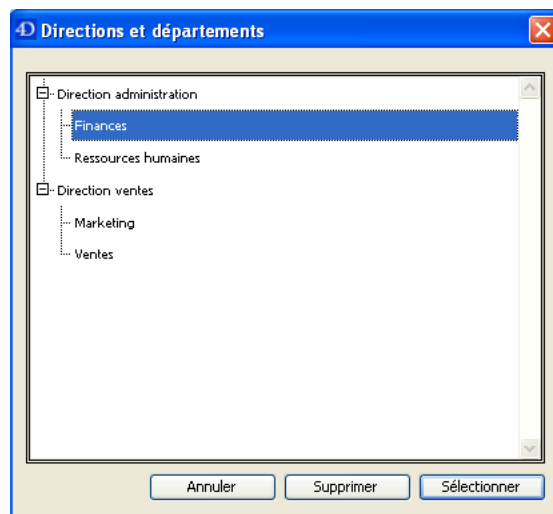 4D Directions et départements
Direction administration
Finances
Ressources humaines
Direction ventes
Marketing
Ventes
Annuler Supprimer Sélectionner